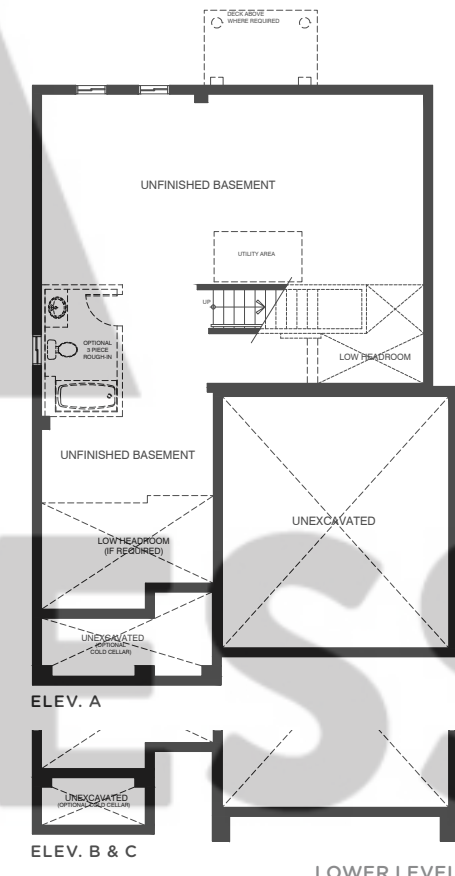 DECK ABOVE
WHERE REQUIRED
UNFINISHED BASEMENT
UTILITY AREA
UP
OPTIONAL
3 PIECE
ROUGH-IN
LOW HEADROOM
UNFINISHED BASEMENT
UNEXCAVATED
LOW HEADROOM
(IF REQUIRED)
UNEXCAVATED
(OPTIONAL
COLD CELLAR)
ELEV. A
UNEXCAVATED
(OPTIONAL COLD CELLAR)
ELEV. B & C
LOWER LEVEL